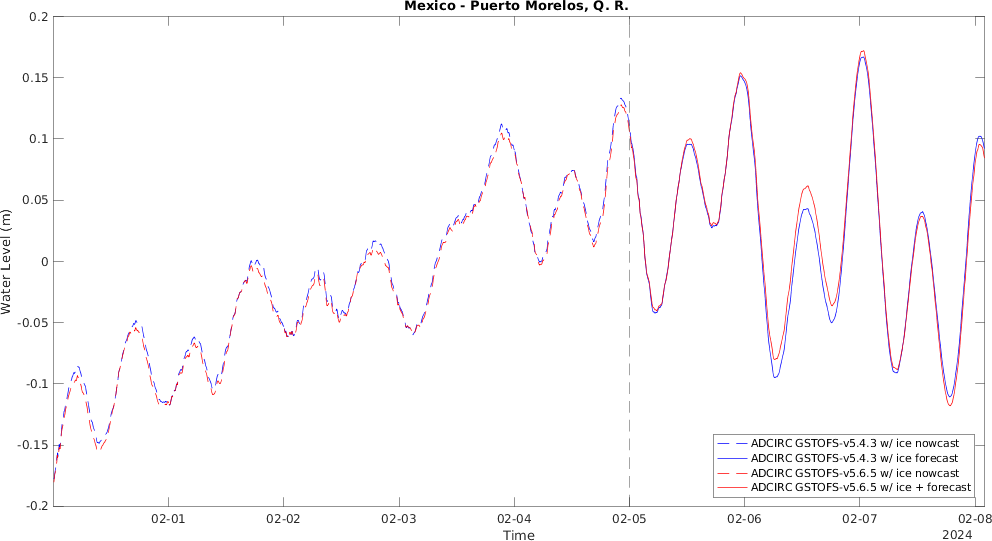 Mexico - Puerto Morelos, Q. R.
Water Level (m)
0.2
0.15
0.1
0.05
0
-0.05
-0.1
-0.15
-0.2
ADCIRC GSTOFS-v5.4.3 w/ ice nowcast
ADCIRC GSTOFS-v5.4.3 w/ ice forecast
ADCIRC GSTOFS-v5.6.5 w/ ice nowcast
ADCIRC GSTOFS-v5.6.5 w/ ice + forecast
02-01 02-02 02-03 02-04 02-05 02-06 02-07 02-08
Time
2024